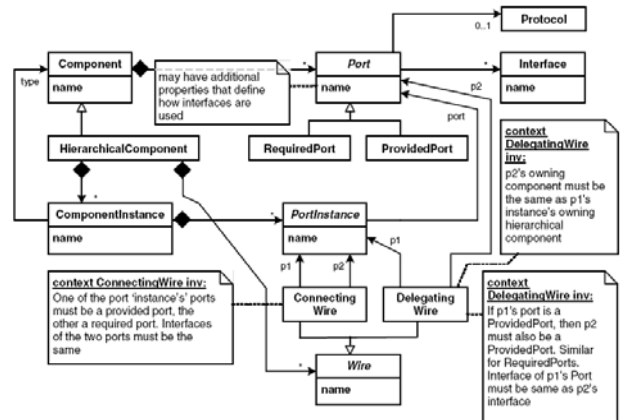 Protocol
0..1
Component
name
type
*
Port
name
*
Interface
name
may have additional
properties that define
how interfaces are
used
p2
port
HierarchicalComponent
RequiredPort
ProvidedPort
context
DelegatingWire
inv:
p2's owning
component must be
the same as p1's
instance's owning
hierarchical
component
*
ComponentInstance
name
*
PortInstance
name
p1
p2
p1
context ConnectingWire inv:
One of the port 'instance's' ports
must be a provided port, the
other a required port. Interfaces
of the two ports must be the
same
Connecting
Wire
Delegating
Wire
context
DelegatingWire inv:
If p1's port is a
ProvidedPort, then p2
must also be a
ProvidedPort. Similar
for RequiredPorts.
Interface of p1's Port
must be same as p2's
interface
*
Wire
name